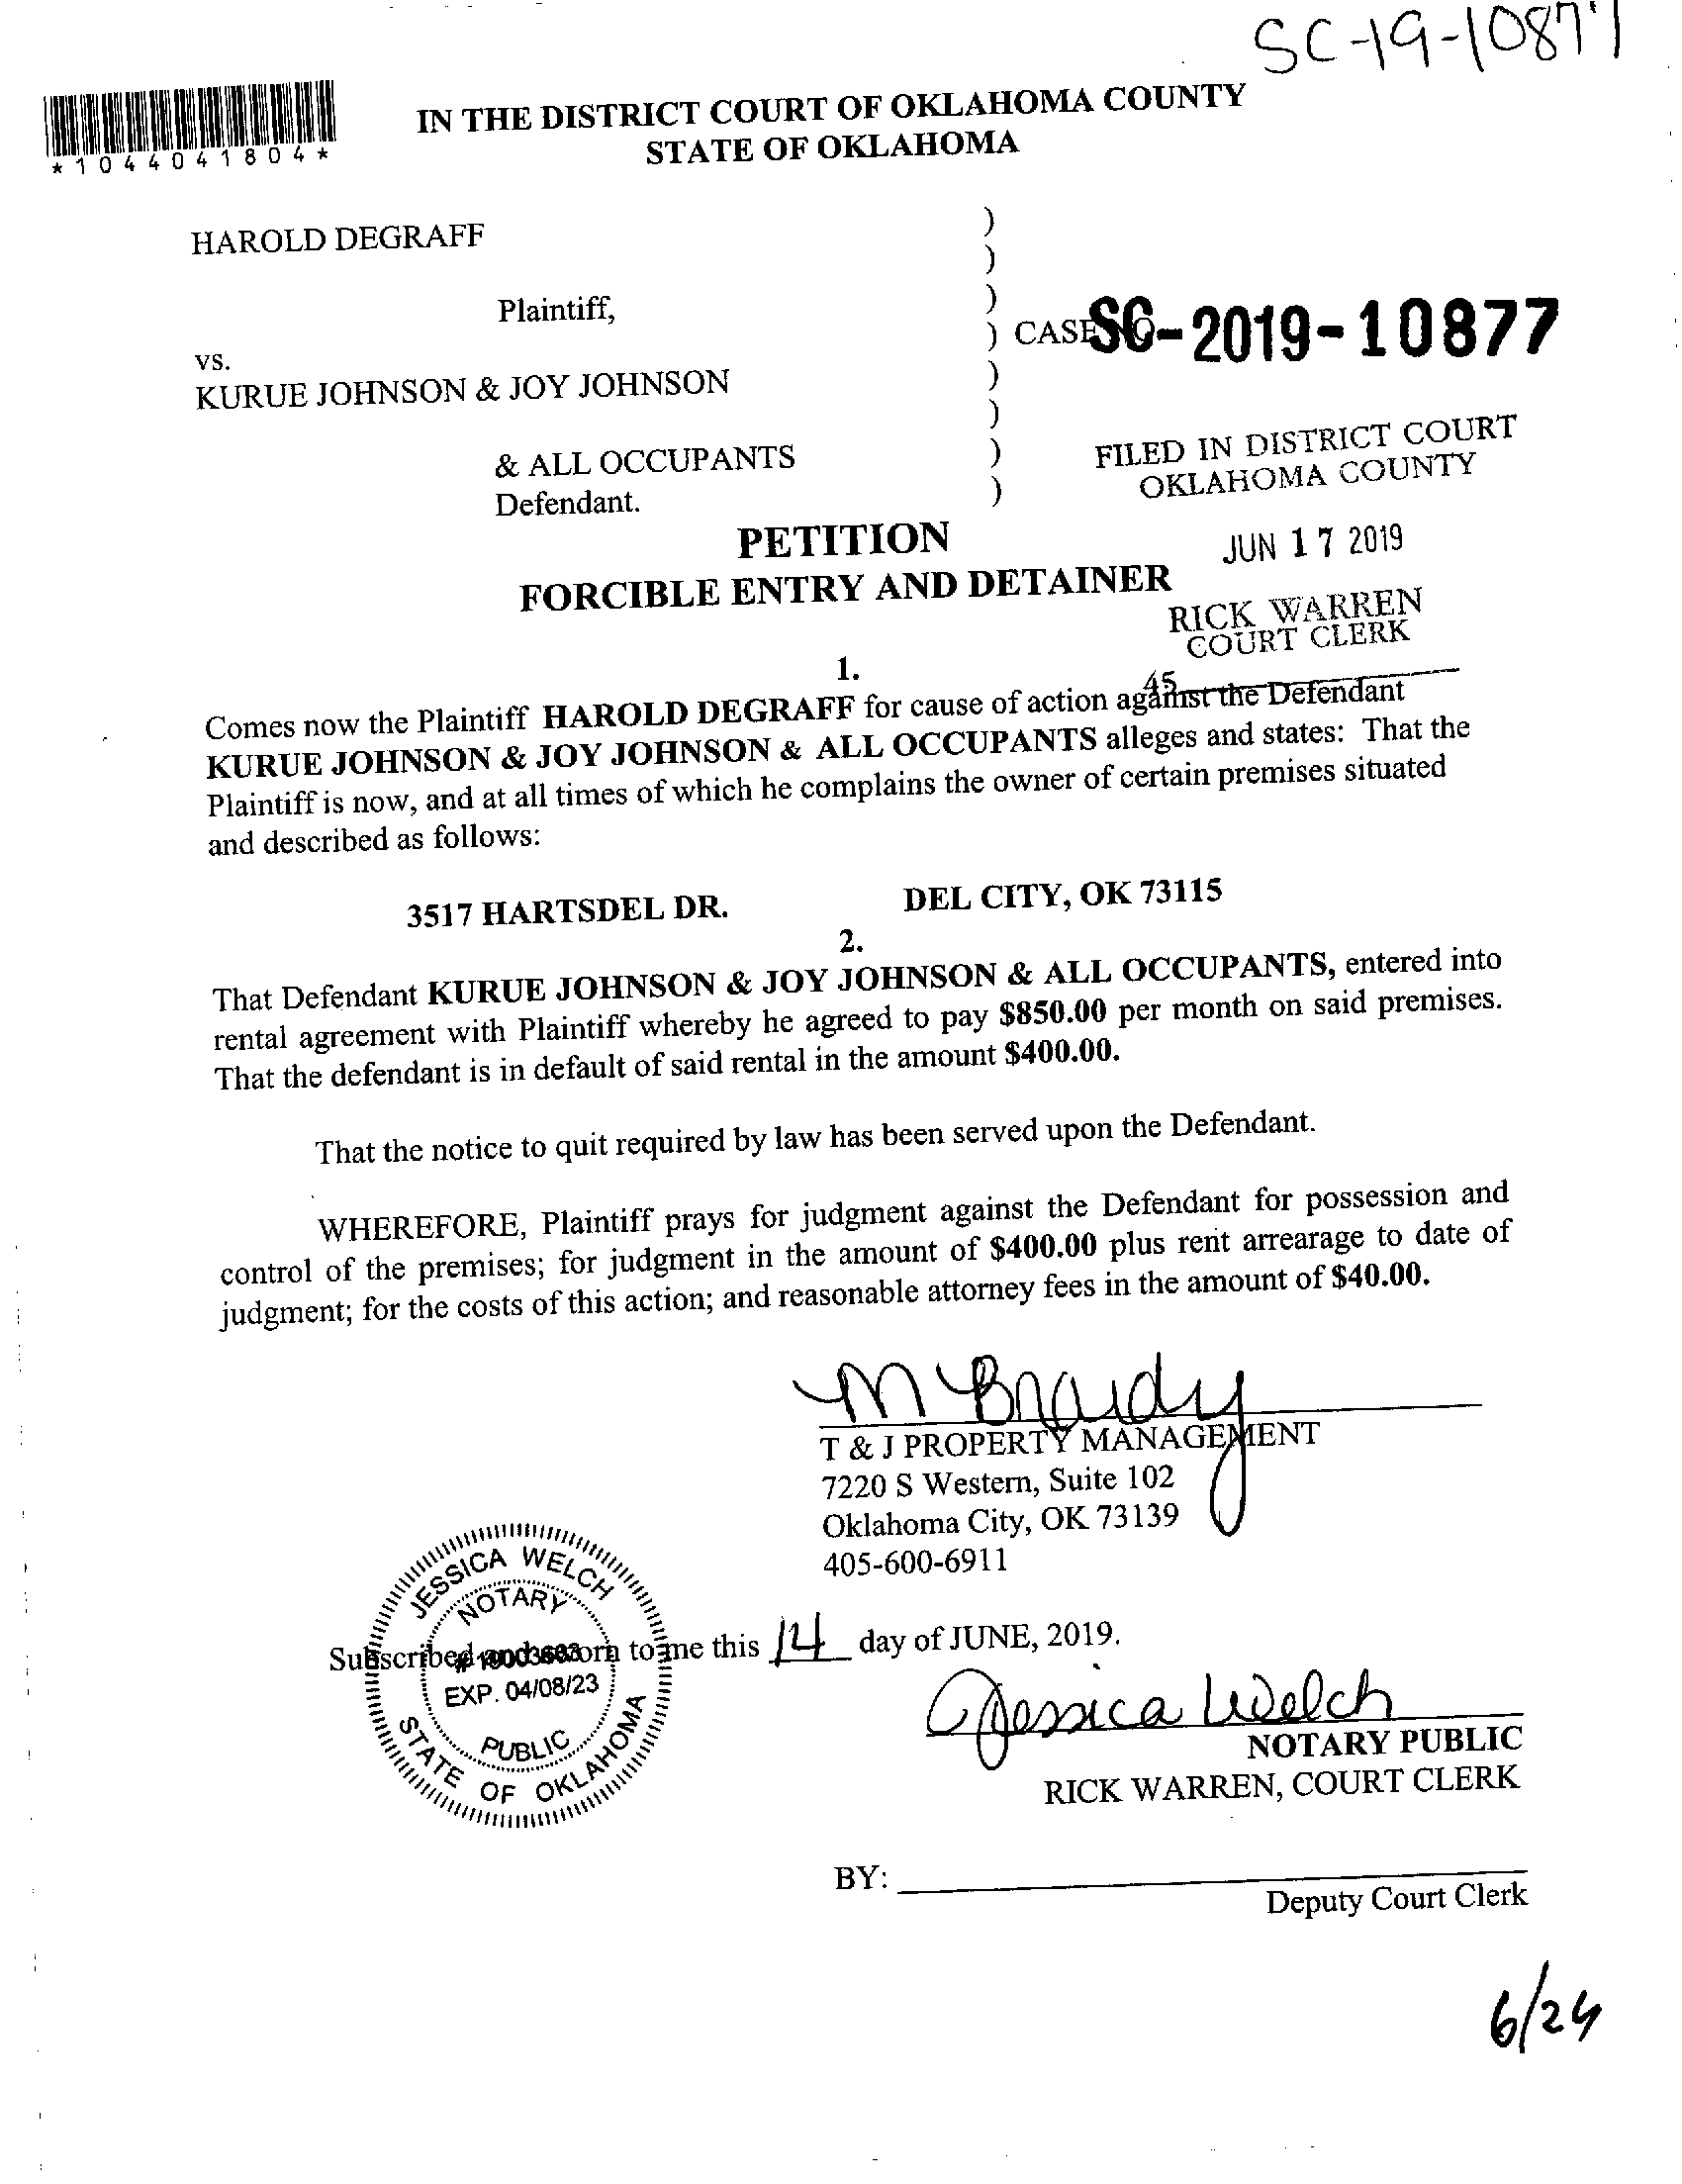 SC-19-10877
*1044041804*
IN THE DISTRICT COURT OF OKLAHOMA COUNTY
STATE OF OKLAHOMA
HAROLD DEGRAFF
)
)
Plaintiff,
)
) CASE NO
SC-2019-10877
vs.
KURUE JOHNSON & JOY JOHNSON
)
)
& ALL OCCUPANTS
)
Defendant.
)
FILED IN DISTRICT COURT
OKLAHOMA COUNTY
JUN 17 2019
RICK WARREN
COURT CLERK
45
PETITION
FORCIBLE ENTRY AND DETAINER
1.
Comes now the Plaintiff HAROLD DEGRAFF for cause of action against the Defendant
KURUE JOHNSON & JOY JOHNSON & ALL OCCUPANTS alleges and states: That the
Plaintiff is now, and at all times of which he complains the owner of certain premises situated
and described as follows:
3517 HARTSDEL DR. DEL CITY, OK 73115
2.
That Defendant KURUE JOHNSON & JOY JOHNSON & ALL OCCUPANTS, entered into
rental agreement with Plaintiff whereby he agreed to pay $850.00 per month on said premises.
That the defendant is in default of said rental in the amount $400.00.
That the notice to quit required by law has been served upon the Defendant.
WHEREFORE, Plaintiff prays for judgment against the Defendant for possession and
control of the premises; for judgment in the amount of $400.00 plus rent arrearage to date of
judgment; for the costs of this action; and reasonable attorney fees in the amount of $40.00.
T & J PROPERTY MANAGEMENT
7220 S Western, Suite 102
Oklahoma City, OK 73139
405-600-6911
JESSICA WELCH
NOTARY
EXP. 04/08/23
PUBLIC
STATE OF OKLAHOMA
Subscribed and sworn to me this 14 day of JUNE, 2019.
Jessica Welch
NOTARY PUBLIC
RICK WARREN, COURT CLERK
BY:
Deputy Court Clerk
6/24